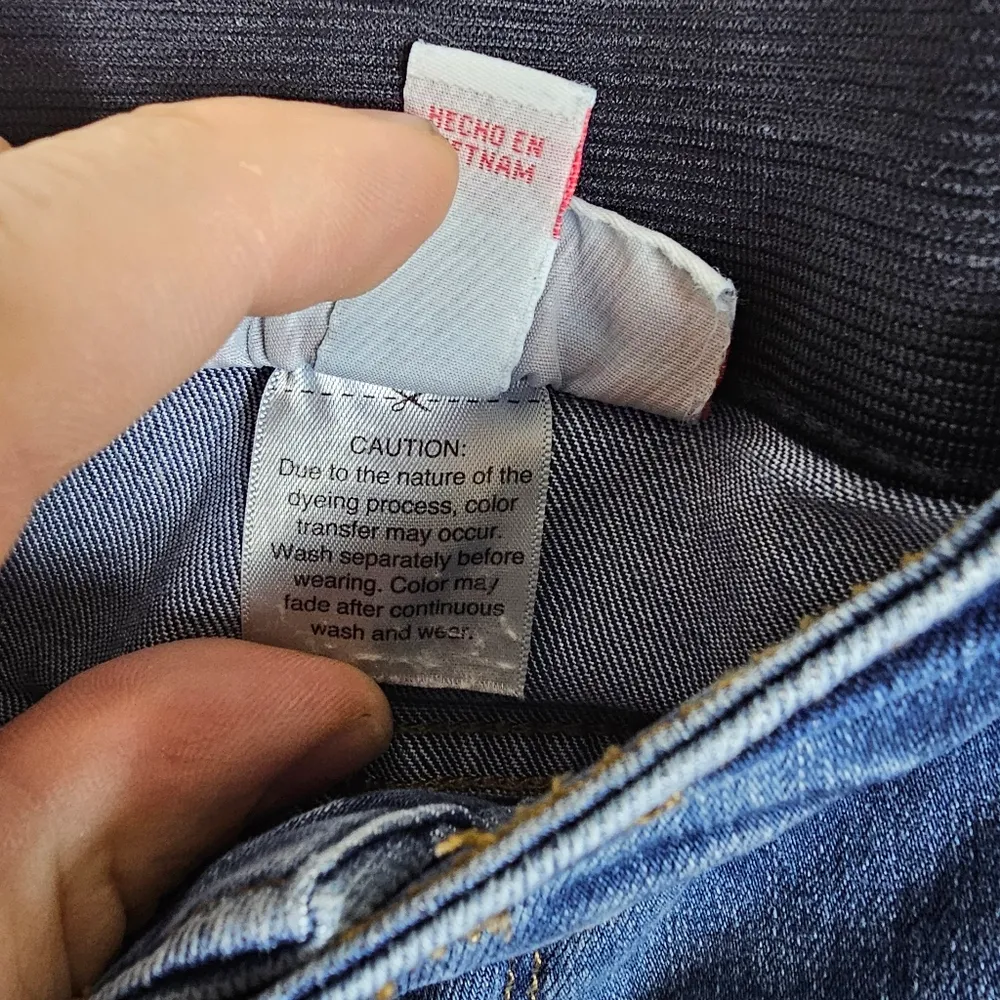 HECHO EN
CAUTION:
Due to the nature of the
dyeing process, color
transfer may occur.
Wash separately before
wearing. Color may
fade after continuous
wash and wear.